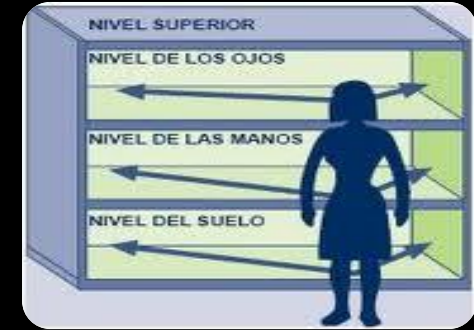 NIVEL SUPERIOR
NIVEL DE LOS OJOS
NIVEL DE LAS MANOS
NIVEL DEL SUELO